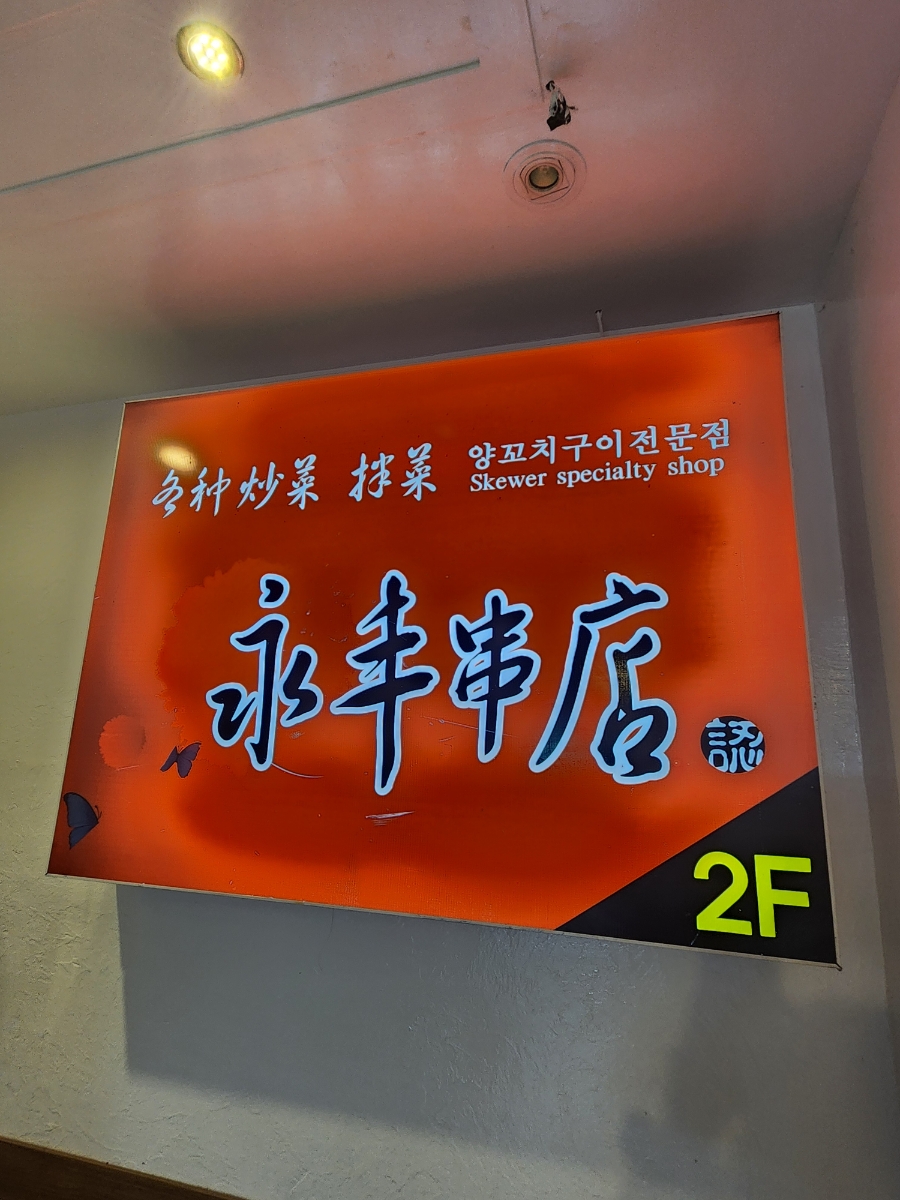 各种炒菜 拌菜
양꼬치구이전문점
Skewer specialty shop
永丰串店
2F